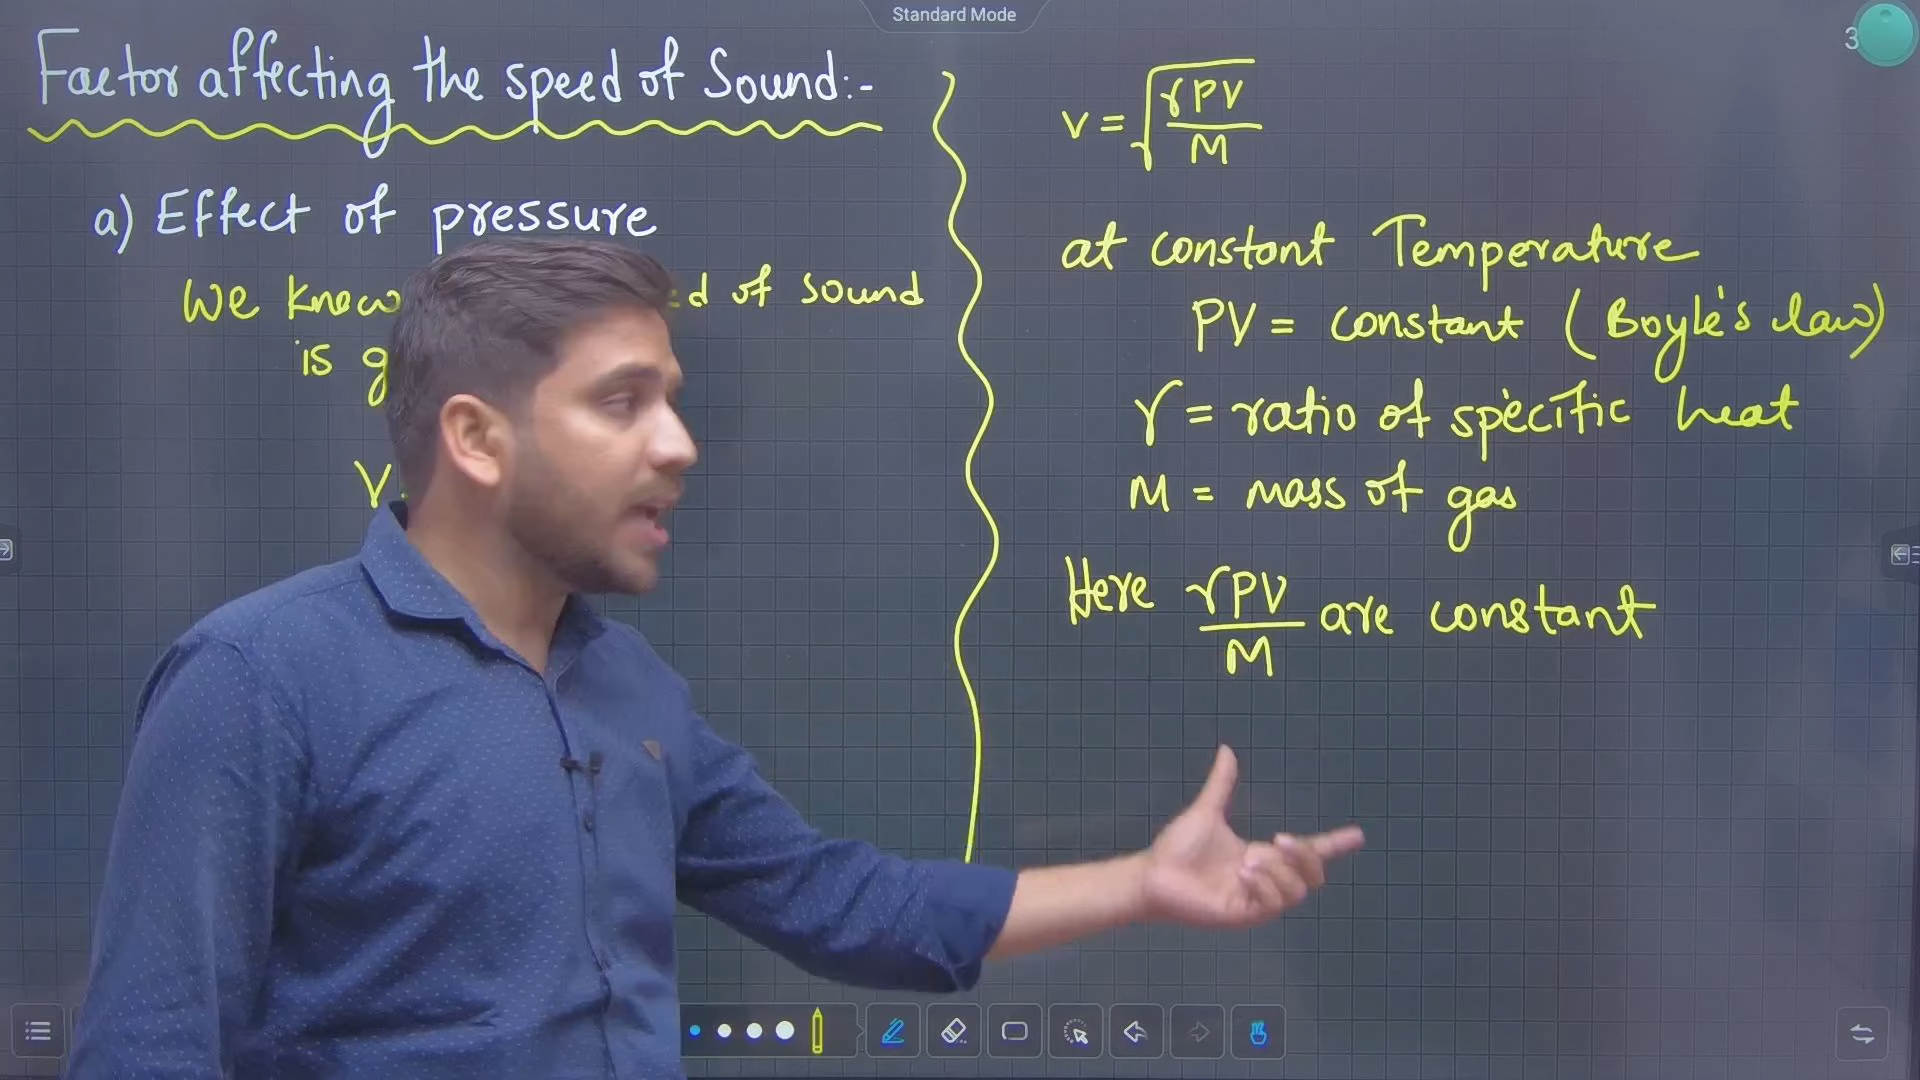 Standard Mode
3
Factor affecting the speed of Sound:-
a) Effect of pressure
We know of sound
is
V
v = √(γPV/M)
at constant Temperature
PV = constant (Boyle's law)
γ = ratio of specific heat
M = mass of gas
Here γPV/M are constant